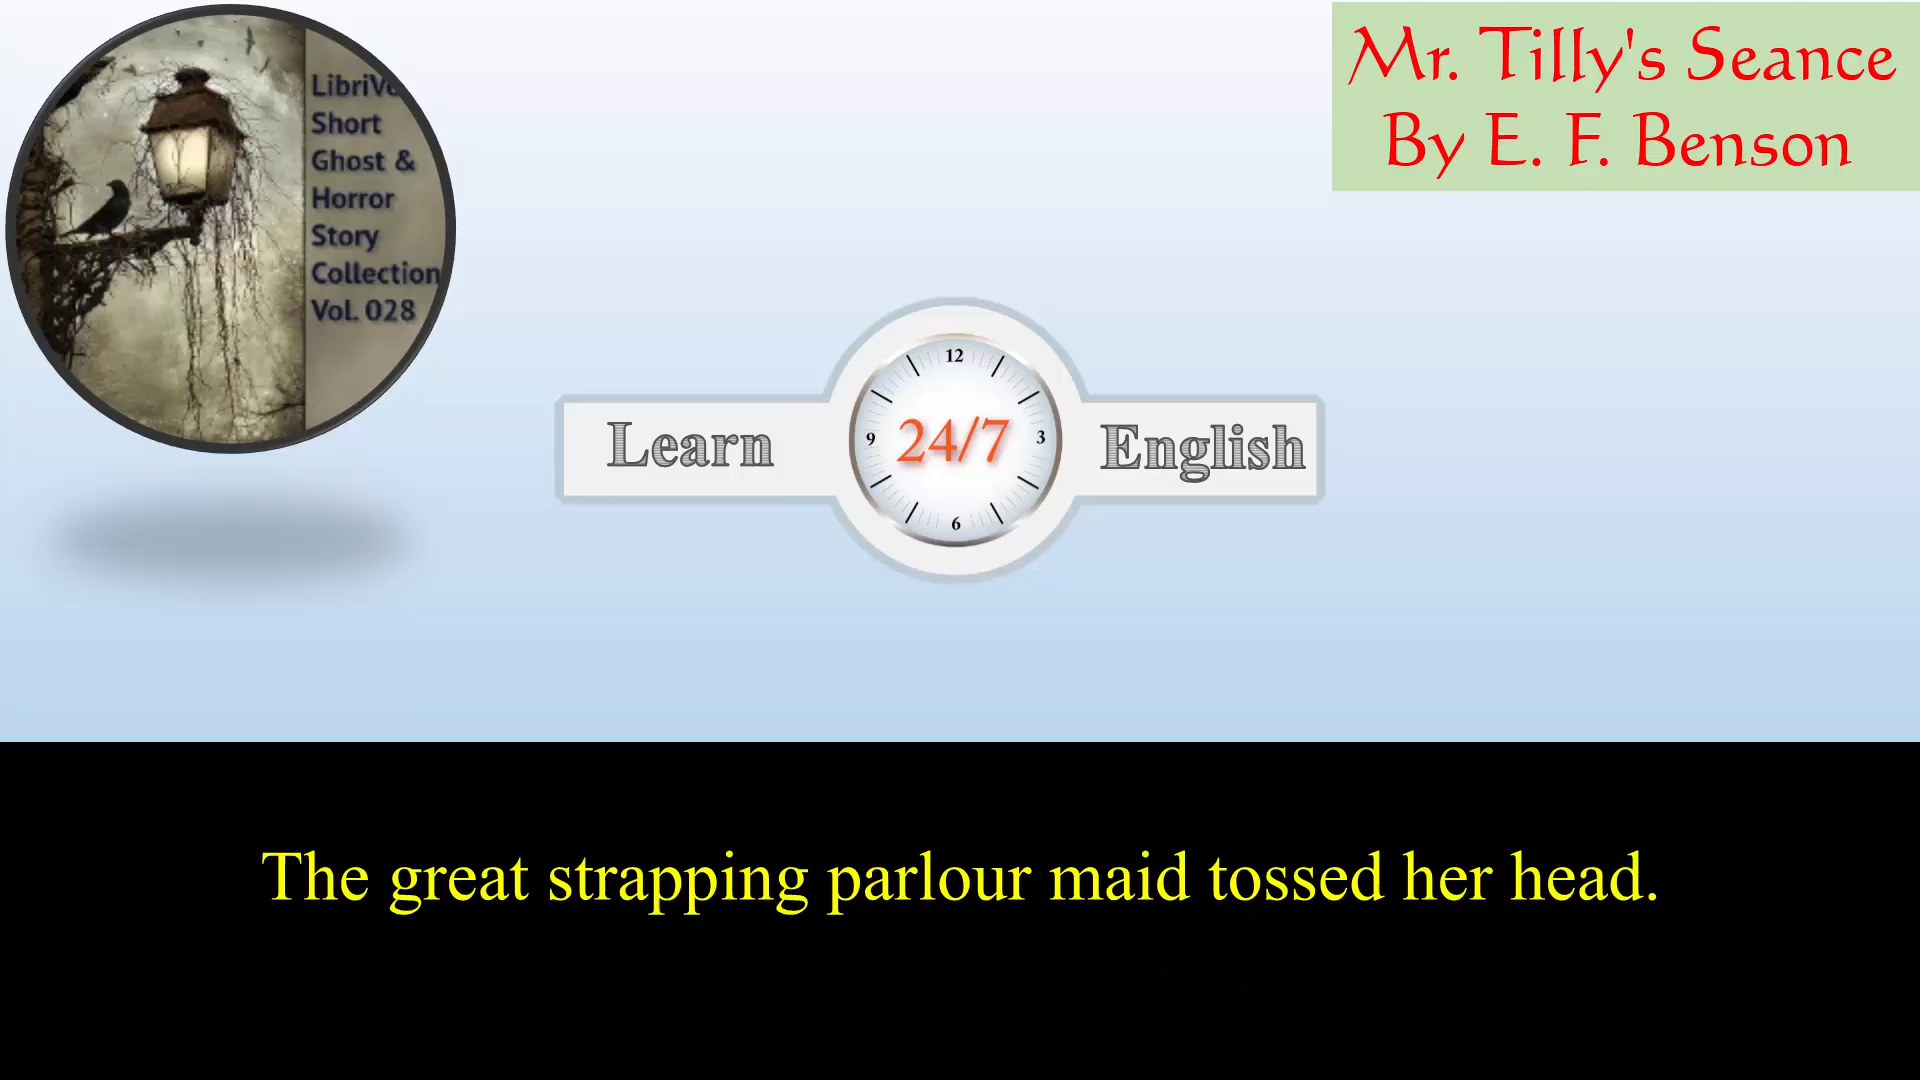 LibriVo
Short
Ghost &
Horror
Story
Collection
Vol. 028
Mr. Tilly's Seance
By E. F. Benson
Learn
12
9
24/7
3
6
English
The great strapping parlour maid tossed her head.